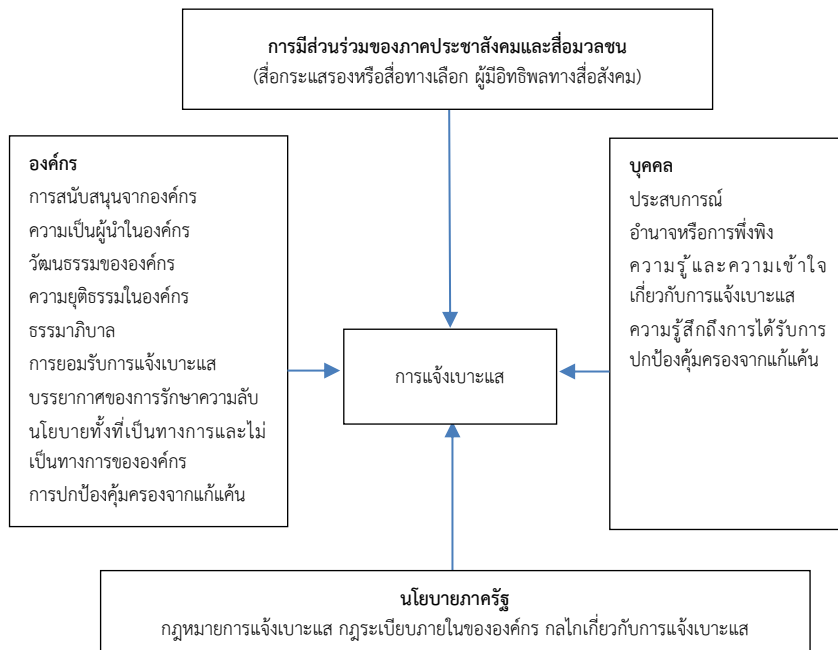 การมีส่วนร่วมของภาคประชาสังคมและสื่อมวลชน
(สื่อกระแสรองหรือสื่อทางเลือก ผู้มีอิทธิพลทางสื่อสังคม)
องค์กร
การสนับสนุนจากองค์กร
ความเป็นผู้นำในองค์กร
วัฒนธรรมขององค์กร
ความยุติธรรมในองค์กร
ธรรมาภิบาล
การยอมรับการแจ้งเบาะแส
บรรยากาศของการรักษาความลับ
นโยบายทั้งที่เป็นทางการและไม่
เป็นทางการขององค์กร
การปกป้องคุ้มครองจากแก้แค้น
การแจ้งเบาะแส
บุคคล
ประสบการณ์
อำนาจหรือการพึ่งพิง
ความรู้และความเข้าใจ
เกี่ยวกับการแจ้งเบาะแส
ความรู้สึกถึงการได้รับการ
ปกป้องคุ้มครองจากแก้แค้น
นโยบายภาครัฐ
กฎหมายการแจ้งเบาะแส กฎระเบียบภายในขององค์กร กลไกเกี่ยวกับการแจ้งเบาะแส